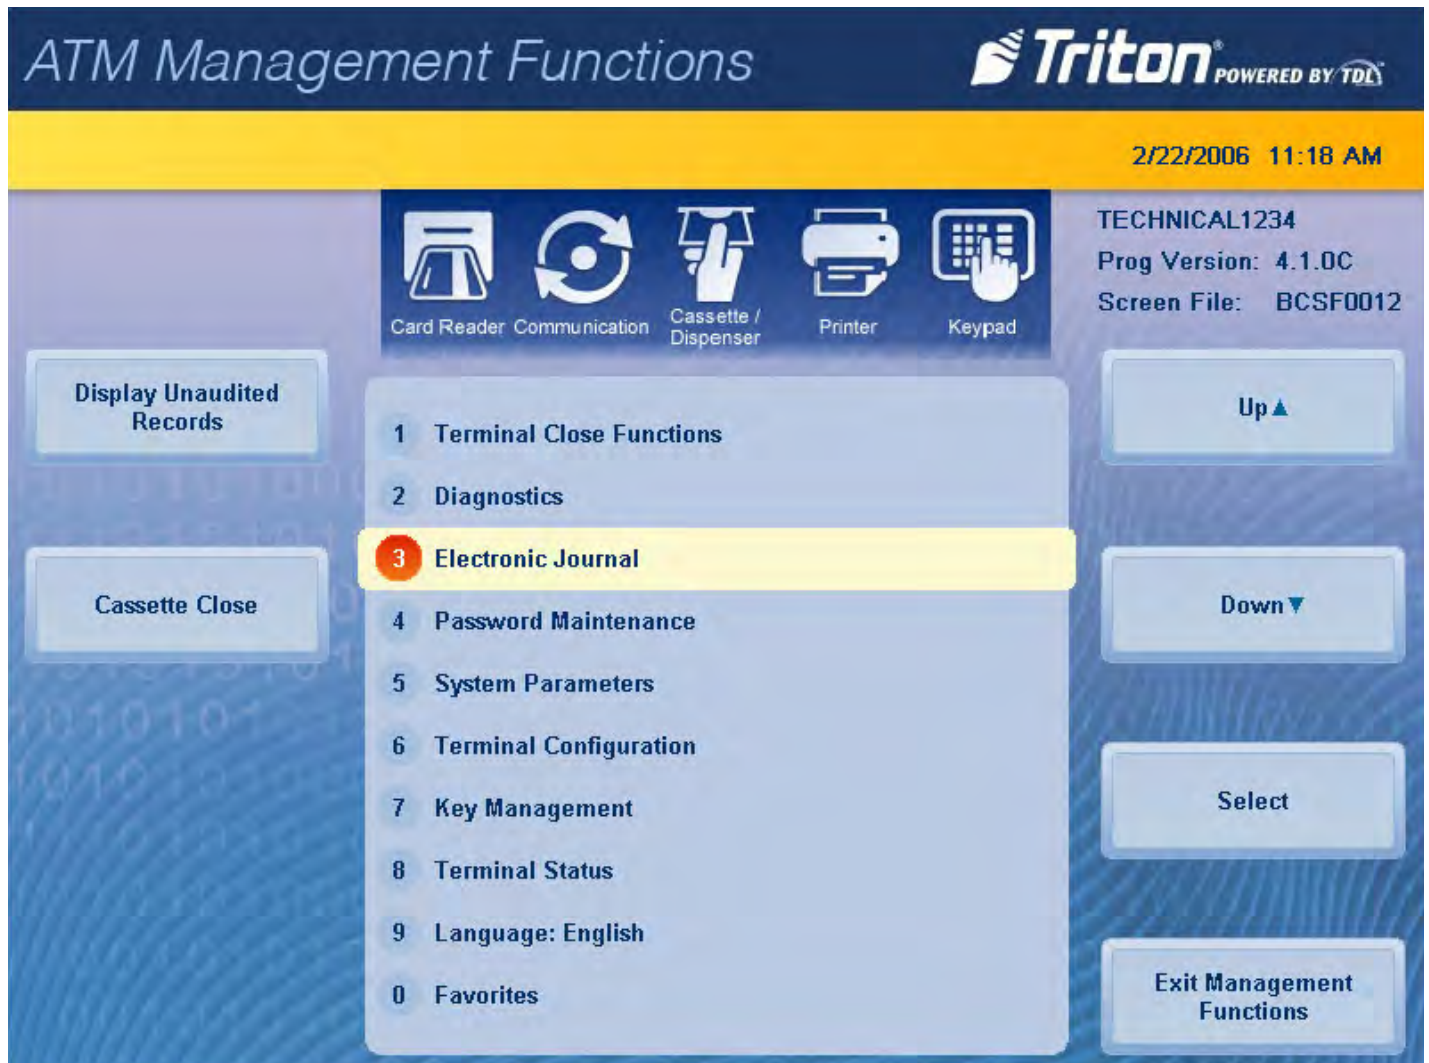 ATM Management Functions
Triton® POWERED BY TDL
2/22/2006 11:18 AM
TECHNICAL1234
Prog Version: 4.1.0C
Screen File: BCSF0012
Card Reader
Communication
Cassette /
Dispenser
Printer
Keypad
Display Unaudited
Records
Cassette Close
1 Terminal Close Functions
2 Diagnostics
3 Electronic Journal
4 Password Maintenance
5 System Parameters
6 Terminal Configuration
7 Key Management
8 Terminal Status
9 Language: English
0 Favorites
Up▲
Down▼
Select
Exit Management
Functions